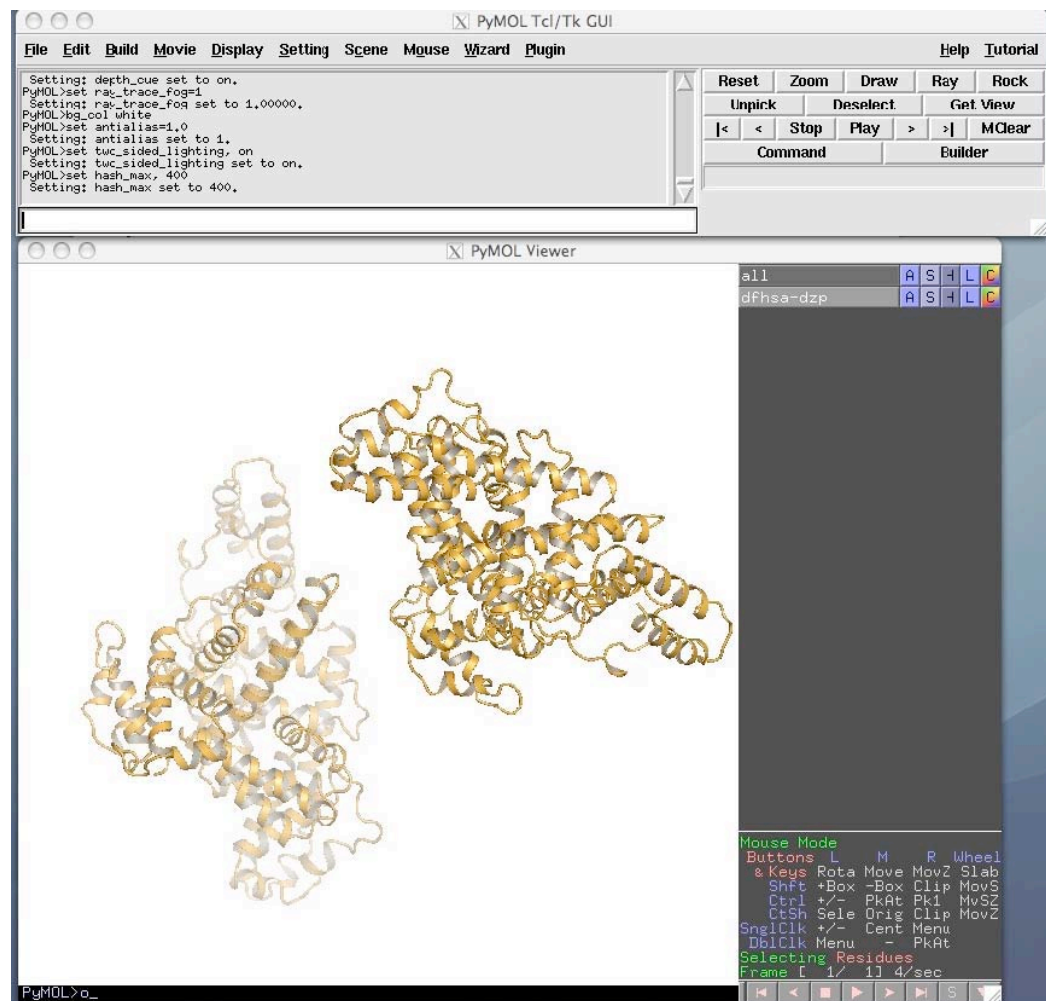 X PyMOL Tcl/Tk GUI
File Edit Build Movie Display Setting Scene Mouse Wizard Plugin Help Tutorial
Setting: depth_cue set to on.
PyMOL>set ray_trace_fog=1
Setting: ray_trace_fog set to 1.00000.
PyMOL>bg_col white
PyMOL>set antialias=1.0
Setting: antialias set to 1.
PyMOL>set two_sided_lighting, on
Setting: two_sided_lighting set to on.
PyMOL>set hash_max, 400
Setting: hash_max set to 400.
Reset Zoom Draw Ray Rock
Unpick Deselect Get View
|< < Stop Play > >| MClear
Command Builder
X PyMOL Viewer
all A S H L C
dfhsa-dzp A S H L C
Mouse Mode
Buttons L M R Wheel
& Keys Rota Move MovZ Slab
Shft +Box -Box Clip MovS
Ctrl +/- PkAt Pk1 MvSZ
CtSh Sele Orig Clip MovZ
SnglClk +/- Cent Menu
DblClk Menu - PkAt
Selecting Residues
Frame [ 1/ 1] 4/sec
PyMOL>o_
S